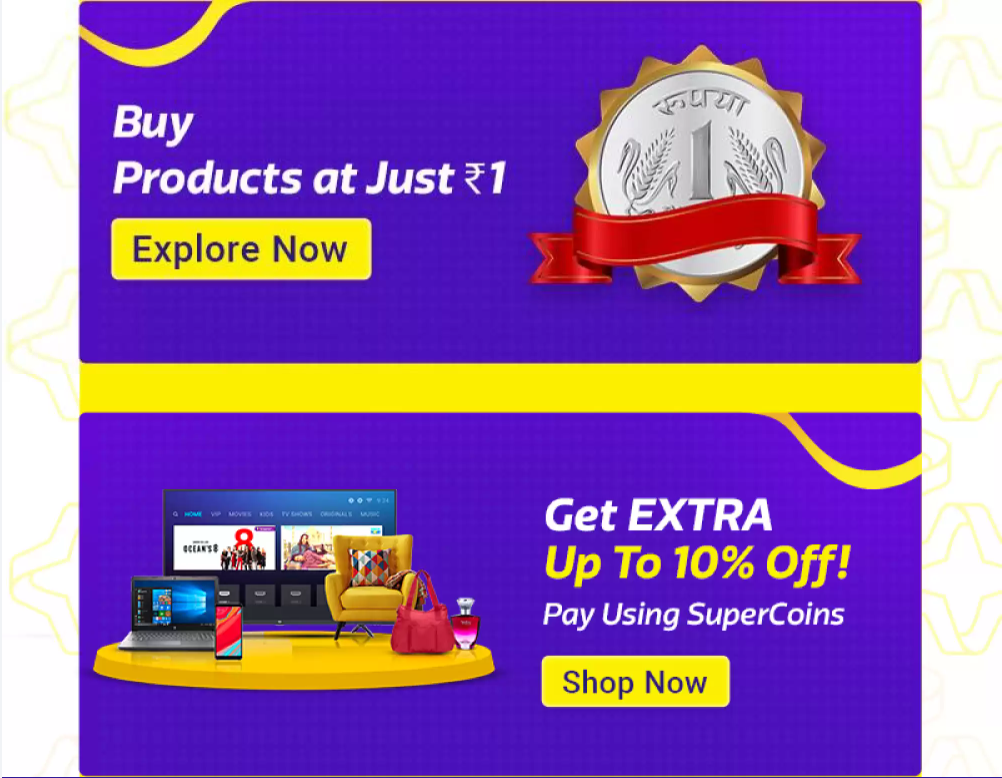 Buy
Products at Just ₹1
Explore Now
रूपया
1
Get EXTRA
Up To 10% Off!
Pay Using SuperCoins
Shop Now
HOME VIP MOVIES KIDS TV SHOWS ORIGINALS MUSIC
OCEAN'S 8
8